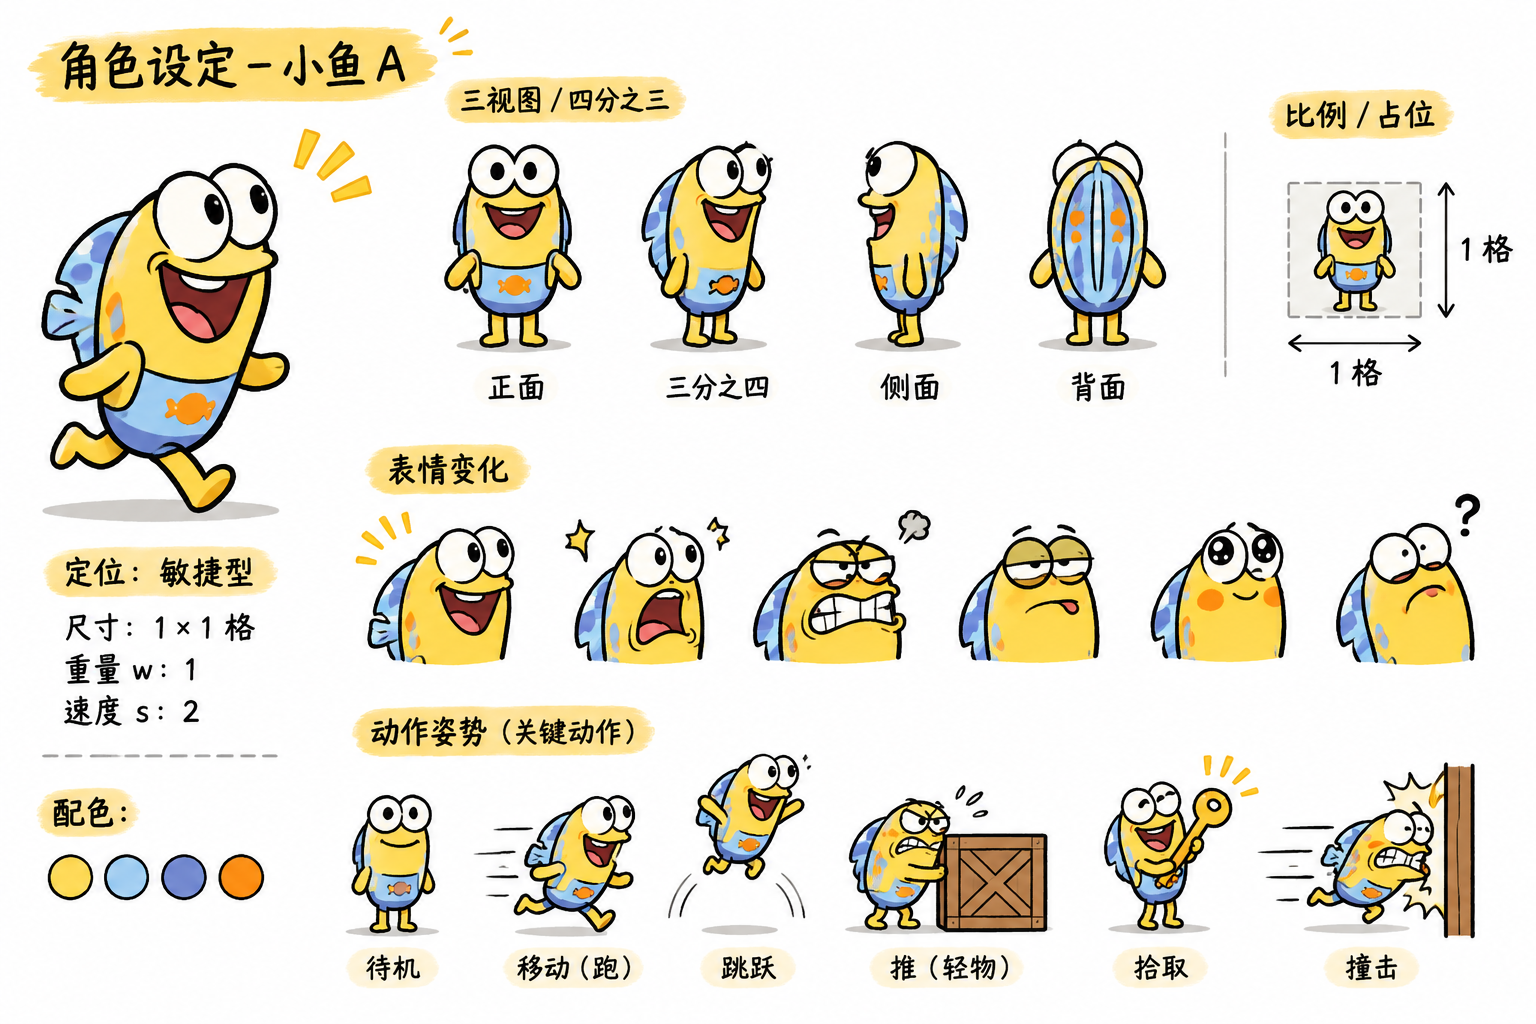 角色设定-小鱼 A
三视图 / 四分之三
正面
三分之四
侧面
背面
比例 / 占位
1 格
1 格
表情变化
?
定位：敏捷型
尺寸：1×1 格
重量 w：1
速度 s：2
配色：
动作姿势（关键动作）
待机
移动（跑）
跳跃
推（轻物）
拾取
撞击